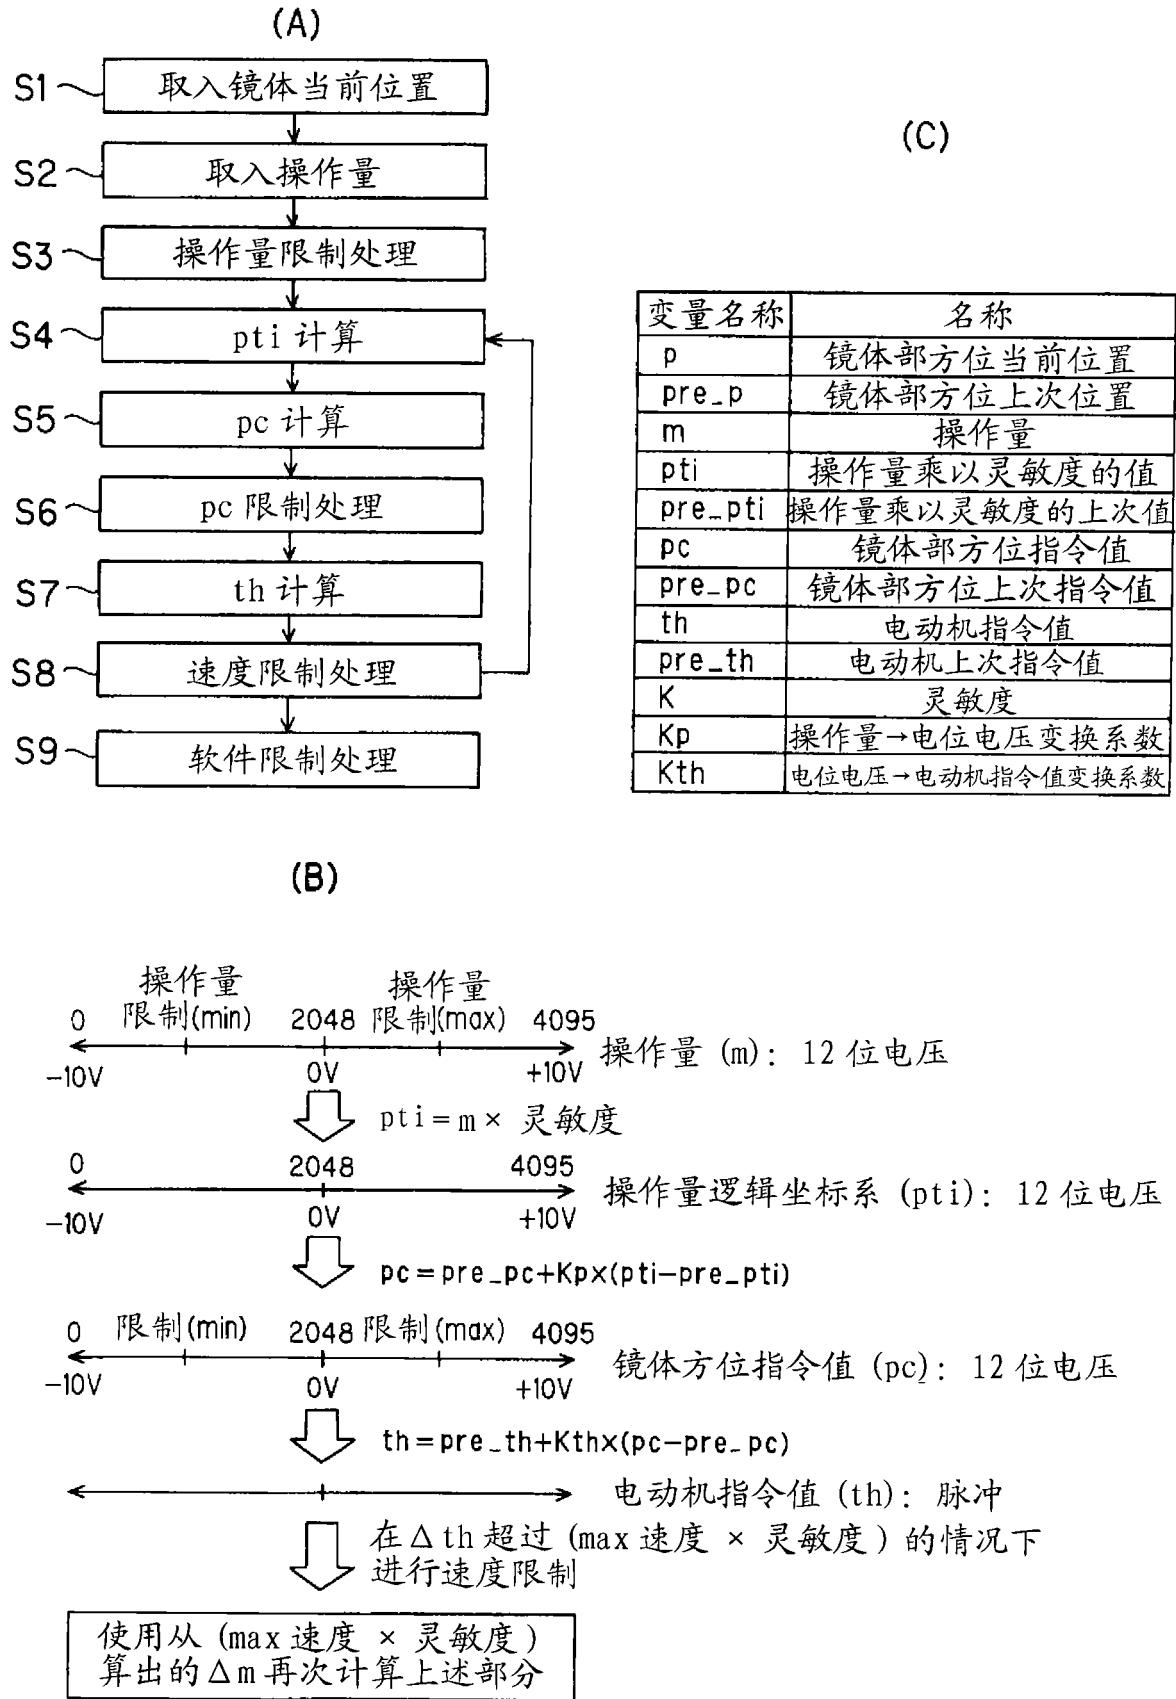 (A)
S1 取入镜体当前位置
S2 取入操作量
S3 操作量限制处理
S4 pti 计算
S5 pc 计算
S6 pc 限制处理
S7 th 计算
S8 速度限制处理
S9 软件限制处理
(C)
变量名称 名称
p 镜体部方位当前位置
pre_p 镜体部方位上次位置
m 操作量
pti 操作量乘以灵敏度的值
pre_pti 操作量乘以灵敏度的上次值
pc 镜体部方位指令值
pre_pc 镜体部方位上次指令值
th 电动机指令值
pre_th 电动机上次指令值
K 灵敏度
Kp 操作量→电位电压变换系数
Kth 电位电压→电动机指令值变换系数
(B)
操作量 操作量
0 限制(min) 2048 限制(max) 4095
操作量 (m): 12 位电压
-10V 0V +10V
pti=m× 灵敏度
0 2048 4095
操作量逻辑坐标系 (pti): 12 位电压
-10V 0V +10V
pc=pre_pc+Kp×(pti-pre_pti)
0 限制(min) 2048 限制(max) 4095
镜体方位指令值 (pc): 12 位电压
-10V 0V +10V
th=pre_th+Kth×(pc-pre_pc)
电动机指令值 (th): 脉冲
在Δth 超过 (max 速度 × 灵敏度) 的情况下
进行速度限制
使用从 (max 速度 × 灵敏度)
算出的Δm 再次计算上述部分